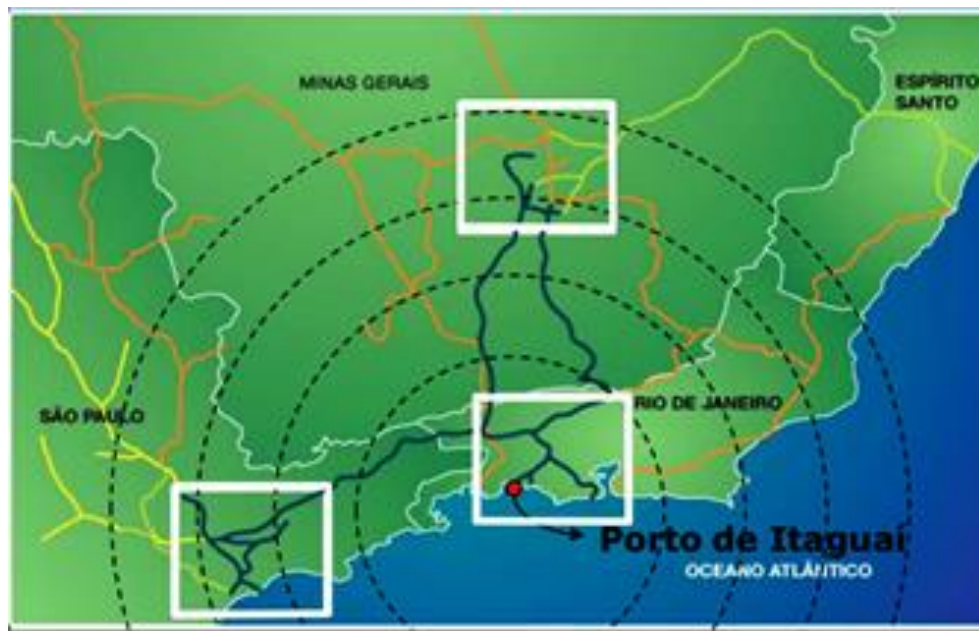 MINAS GERAIS
ESPÍRITO
SANTO
SÃO PAULO
RIO DE JANEIRO
Porto de Itaguaí
OCEANO ATLÂNTICO